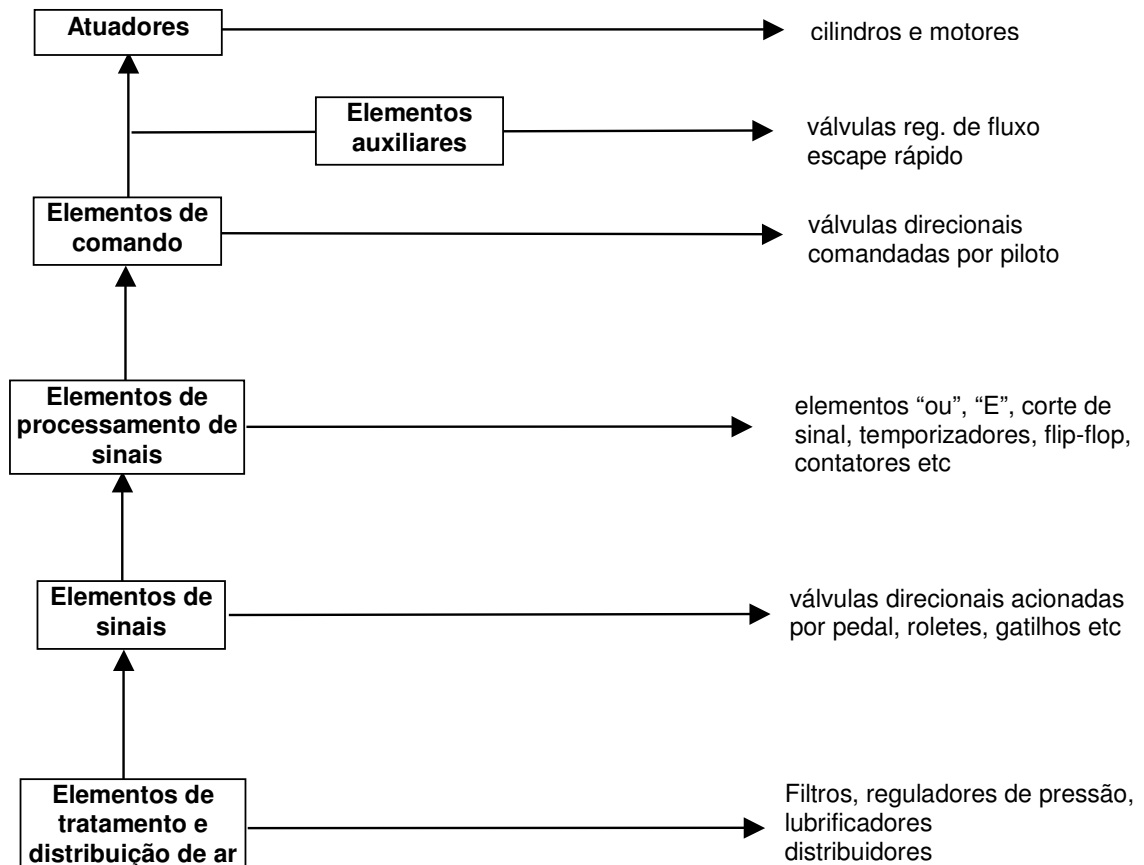 Atuadores
cilindros e motores
Elementos
auxiliares
válvulas reg. de fluxo
escape rápido
Elementos de
comando
válvulas direcionais
comandadas por piloto
Elementos de
processamento de
sinais
elementos “ou”, “E”, corte de
sinal, temporizadores, flip-flop,
contatores etc
Elementos de
sinais
válvulas direcionais acionadas
por pedal, roletes, gatilhos etc
Elementos de
tratamento e
distribuição de ar
Filtros, reguladores de pressão,
lubrificadores
distribuidores